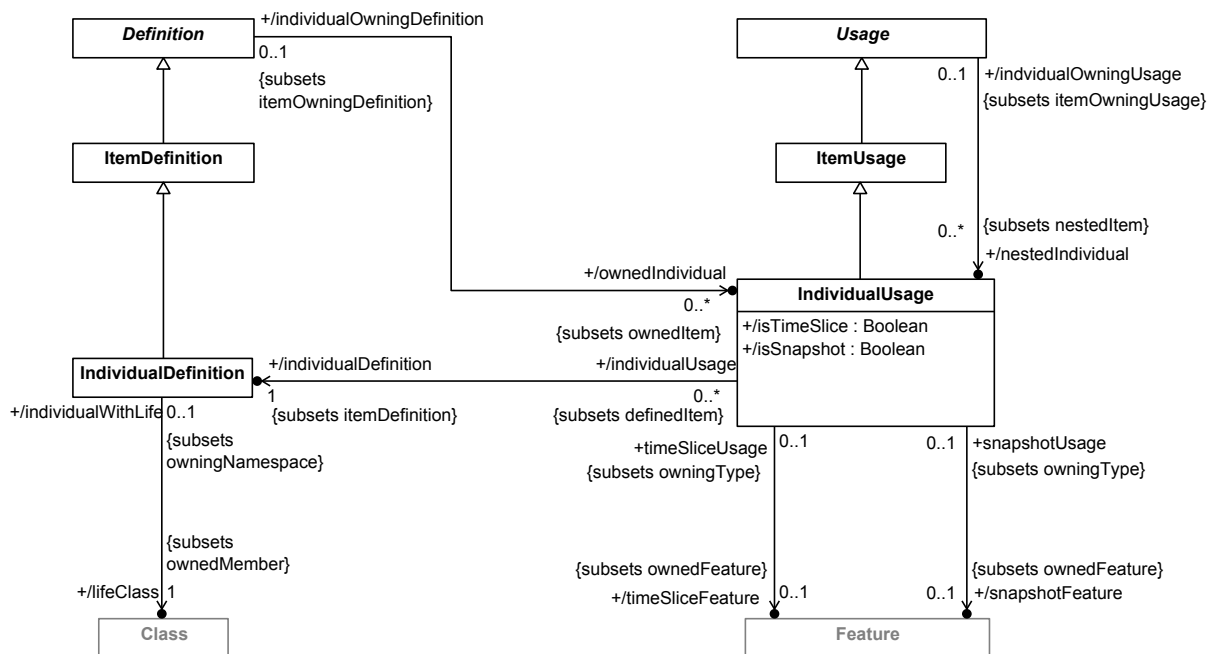 +/individualOwningDefinition
Definition
Usage
0..1
0..1
+/indvidualOwningUsage
{subsets
itemOwningDefinition}
{subsets itemOwningUsage}
ItemDefinition
ItemUsage
{subsets nestedItem}
0..*
+/nestedIndividual
+/ownedIndividual
IndividualUsage
0..*
+/isTimeSlice : Boolean
{subsets ownedItem}
+/isSnapshot : Boolean
+/individualDefinition
+/individualUsage
IndividualDefinition
1
0..*
+/individualWithLife
0..1
{subsets itemDefinition}
{subsets definedItem}
{subsets
owningNamespace}
+timeSliceUsage
0..1
0..1
+snapshotUsage
{subsets owningType}
{subsets owningType}
{subsets
ownedMember}
{subsets ownedFeature}
{subsets ownedFeature}
+/lifeClass
1
+/timeSliceFeature
0..1
0..1
+/snapshotFeature
Class
Feature